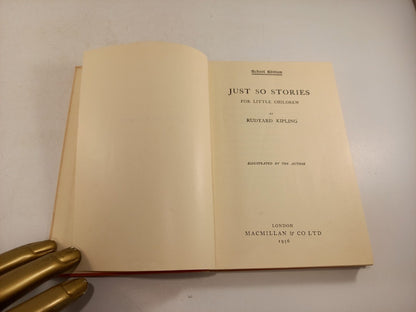 School Edition
JUST SO STORIES
FOR LITTLE CHILDREN
BY
RUDYARD KIPLING
ILLUSTRATED BY THE AUTHOR
LONDON
MACMILLAN & CO LTD
1956